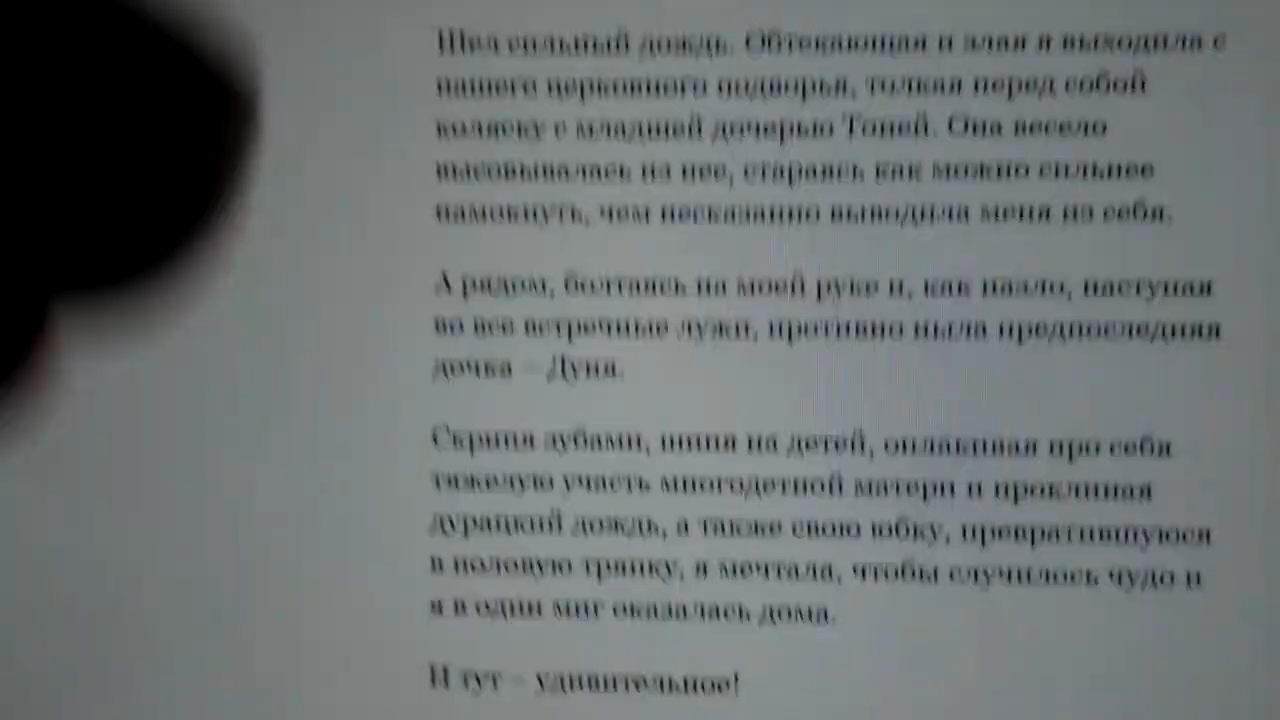 Шел сильный дождь. Обтекающая и злая я выходила с
нашего церковного подворья, толкая перед собой
коляску с младшей дочерью Тоней. Она весело
высовывалась из нее, стараясь как можно сильнее
намокнуть, чем несказанно выводила меня из себя.
А рядом, болтаясь на моей руке и, как назло, наступая
во все встречные лужи, противно ныла предпоследняя
дочка – Дуня.
Скрипя зубами, шипя на детей, оплакивая про себя
тяжелую участь многодетной матери и проклиная
дурацкий дождь, а также свою юбку, превратившуюся
в половую тряпку, я мечтала, чтобы случилось чудо и
я в один миг оказалась дома.
И тут – удивительное!